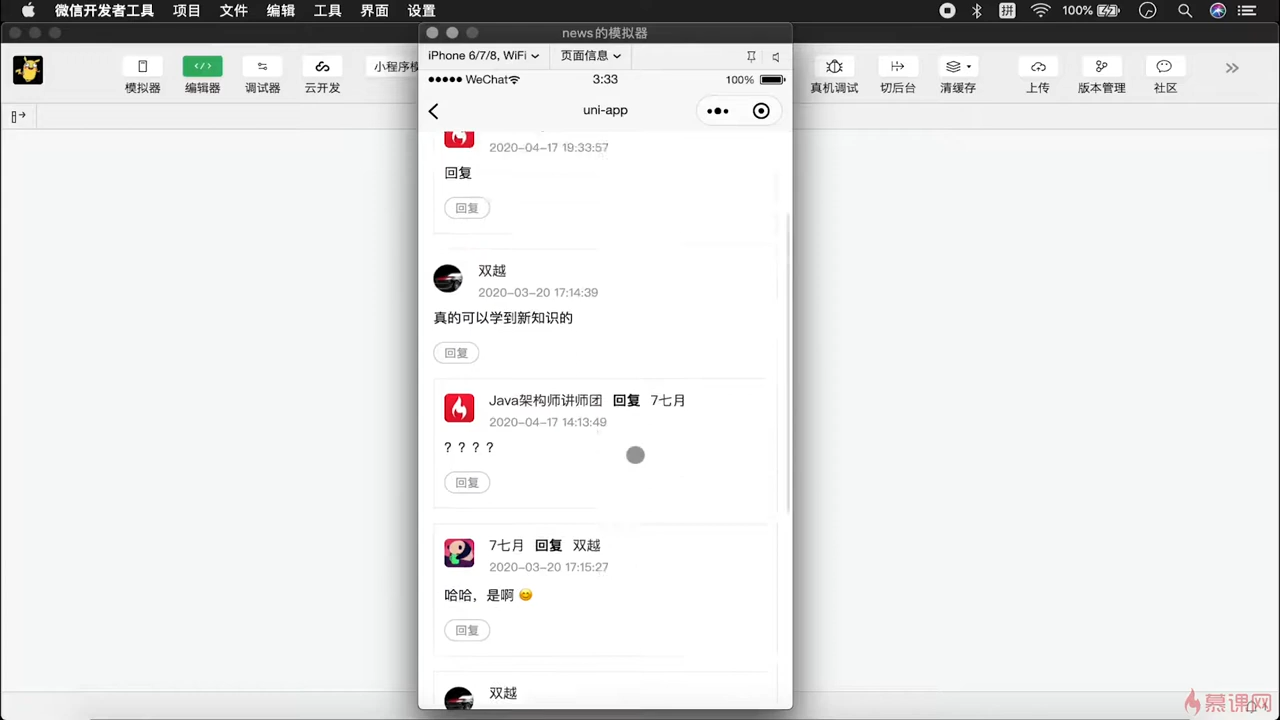 微信开发者工具 项目 文件 编辑 工具 界面 设置 拼 100%
news的模拟器
iPhone 6/7/8, WiFi 页面信息
模拟器 编辑器 调试器 云开发 小程序模 真机调试 切后台 清缓存 上传 版本管理 社区
WeChat 3:33 100%
uni-app
2020-04-17 19:33:57
回复
回复
双越
2020-03-20 17:14:39
真的可以学到新知识的
回复
Java架构师讲师团 回复 7七月
2020-04-17 14:13:49
？？？？
回复
7七月 回复 双越
2020-03-20 17:15:27
哈哈，是啊 😊
回复
双越
慕课网